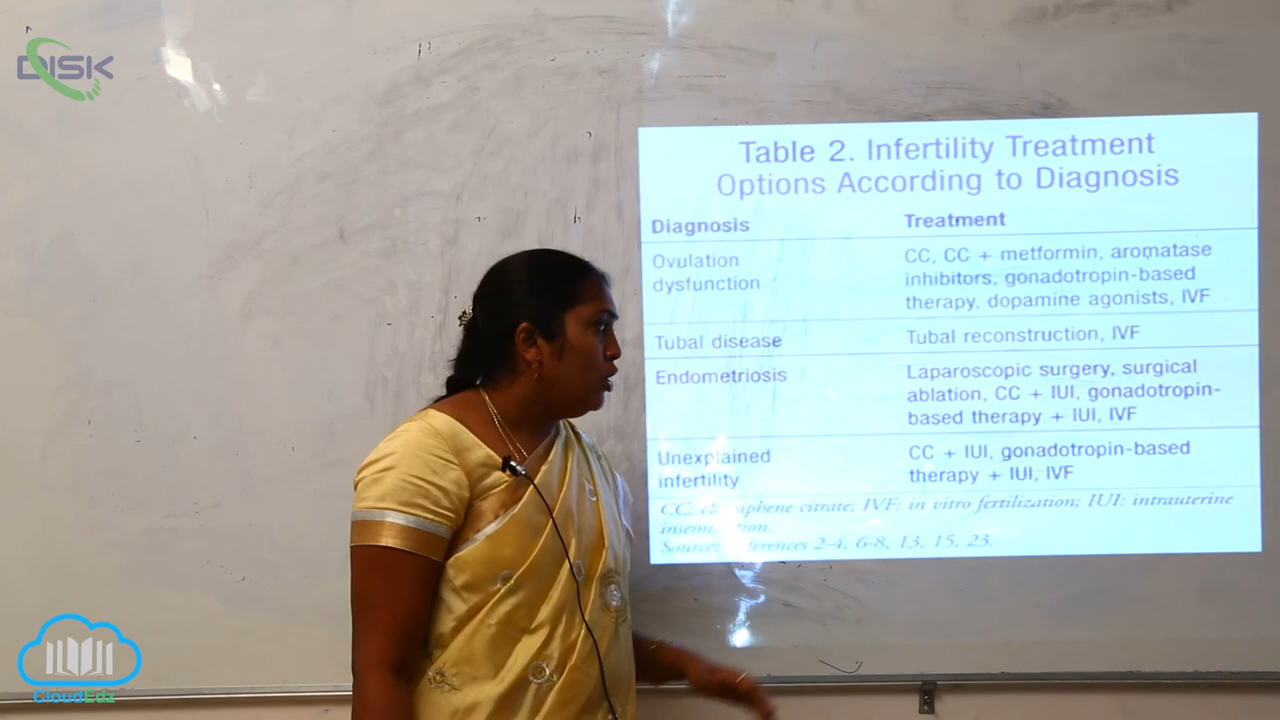 DISK
Table 2. Infertility Treatment
Options According to Diagnosis
Diagnosis Treatment
Ovulation dysfunction CC, CC + metformin, aromatase
inhibitors, gonadotropin-based
therapy, dopamine agonists, IVF
Tubal disease Tubal reconstruction, IVF
Endometriosis Laparoscopic surgery, surgical
ablation, CC + IUI, gonadotropin-
based therapy + IUI, IVF
Unexplained infertility CC + IUI, gonadotropin-based
therapy + IUI, IVF
CC: citrate; IVF: in vitro fertilization; IUI: intrauterine
2-4, 6-8, 13, 15, 23.
CloudEdz